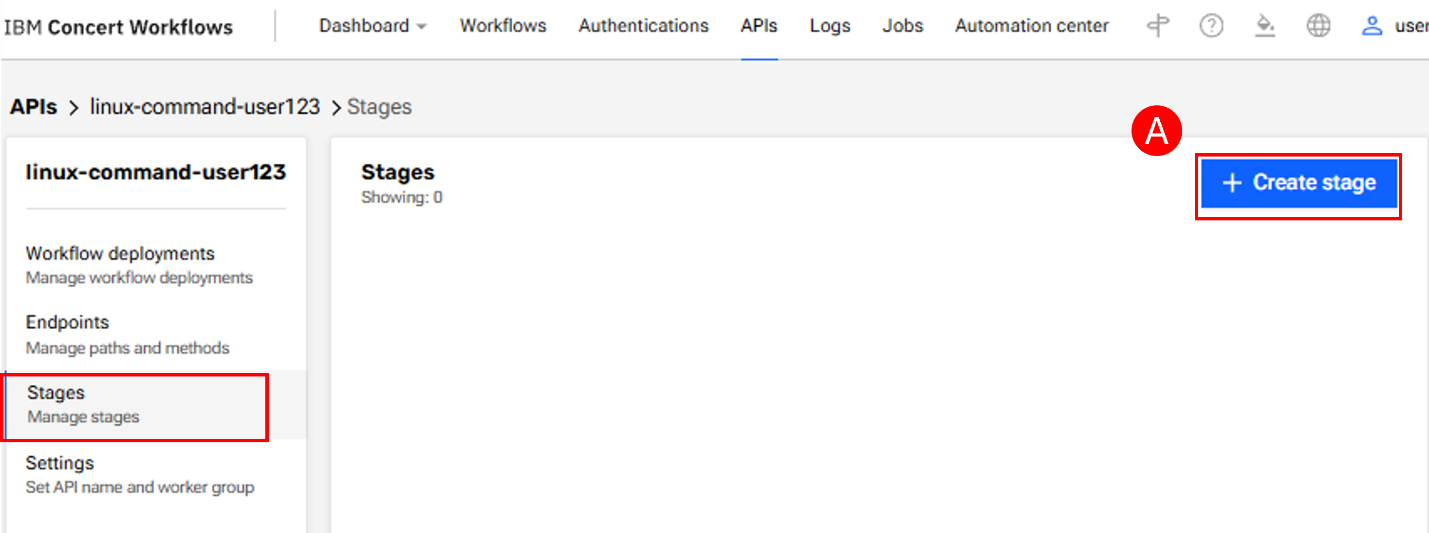 IBM Concert Workflows Dashboard Workflows Authentications APIs Logs Jobs Automation center user
APIs > linux-command-user123 > Stages
A
linux-command-user123
Workflow deployments
Manage workflow deployments
Endpoints
Manage paths and methods
Stages
Manage stages
Settings
Set API name and worker group
Stages
Showing: 0
+ Create stage